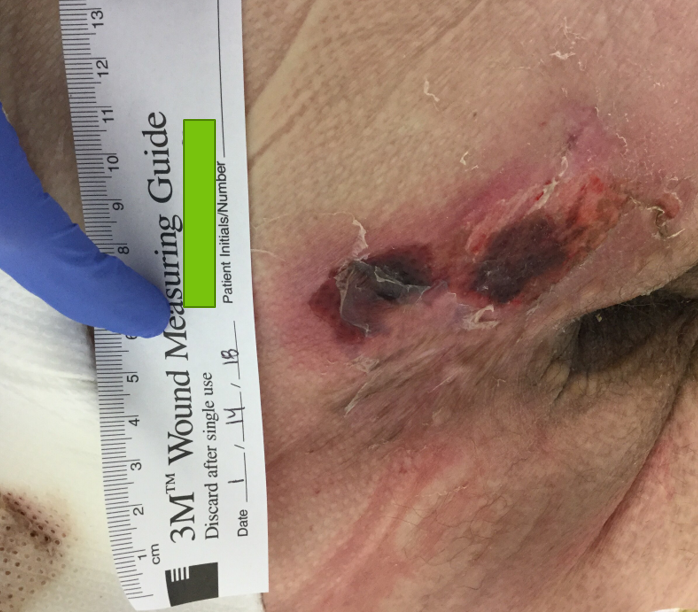 3M™ Wound Measuring Guide
Discard after single use
Date 1 / 14 / 18 Patient Initials/Number
cm 1 2 3 4 5 6 8 9 10 11 12 13